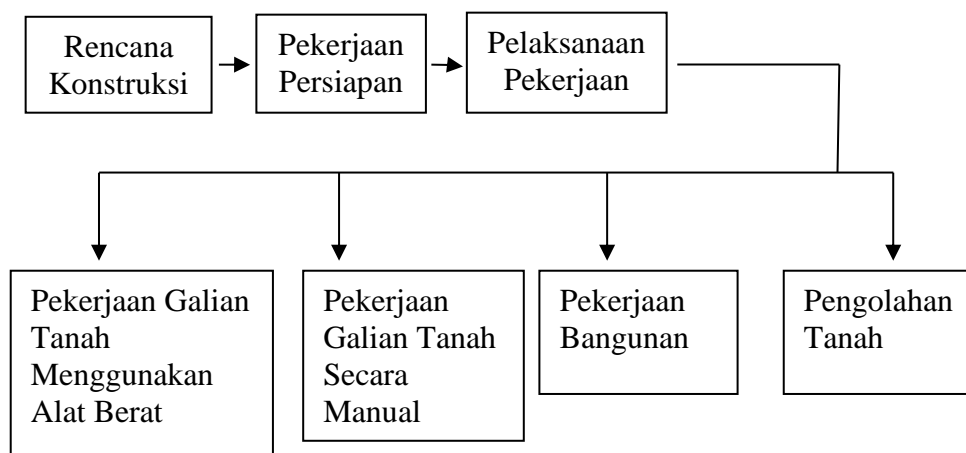 Rencana
Konstruksi
Pekerjaan
Persiapan
Pelaksanaan
Pekerjaan
Pekerjaan Galian
Tanah
Menggunakan
Alat Berat
Pekerjaan
Galian Tanah
Secara
Manual
Pekerjaan
Bangunan
Pengolahan
Tanah